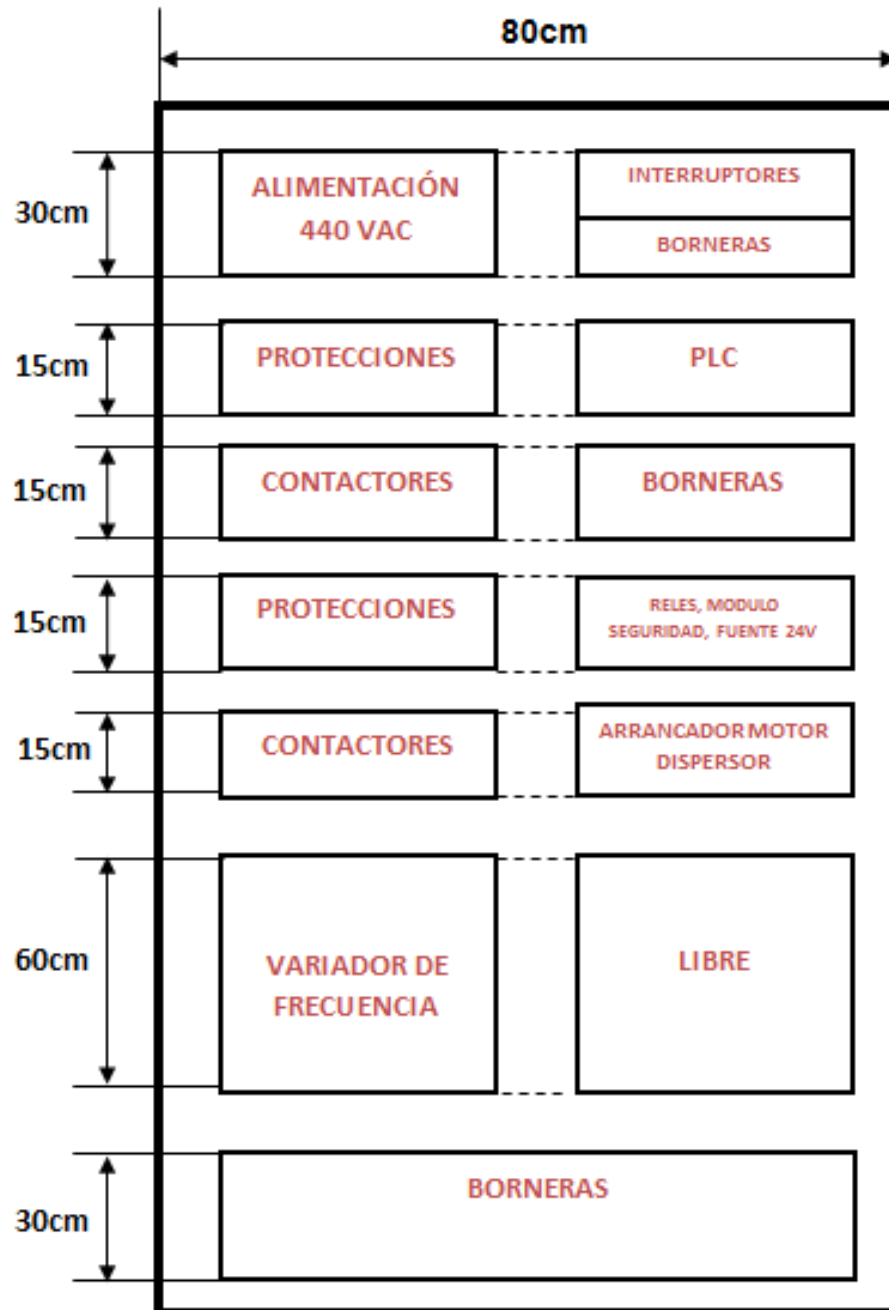 80cm
30cm
ALIMENTACIÓN
440 VAC
INTERRUPTORES
BORNERAS
15cm
PROTECCIONES
PLC
15cm
CONTACTORES
BORNERAS
15cm
PROTECCIONES
RELES, MODULO
SEGURIDAD, FUENTE 24V
15cm
CONTACTORES
ARRANCADOR MOTOR
DISPERSOR
60cm
VARIADOR DE
FRECUENCIA
LIBRE
30cm
BORNERAS